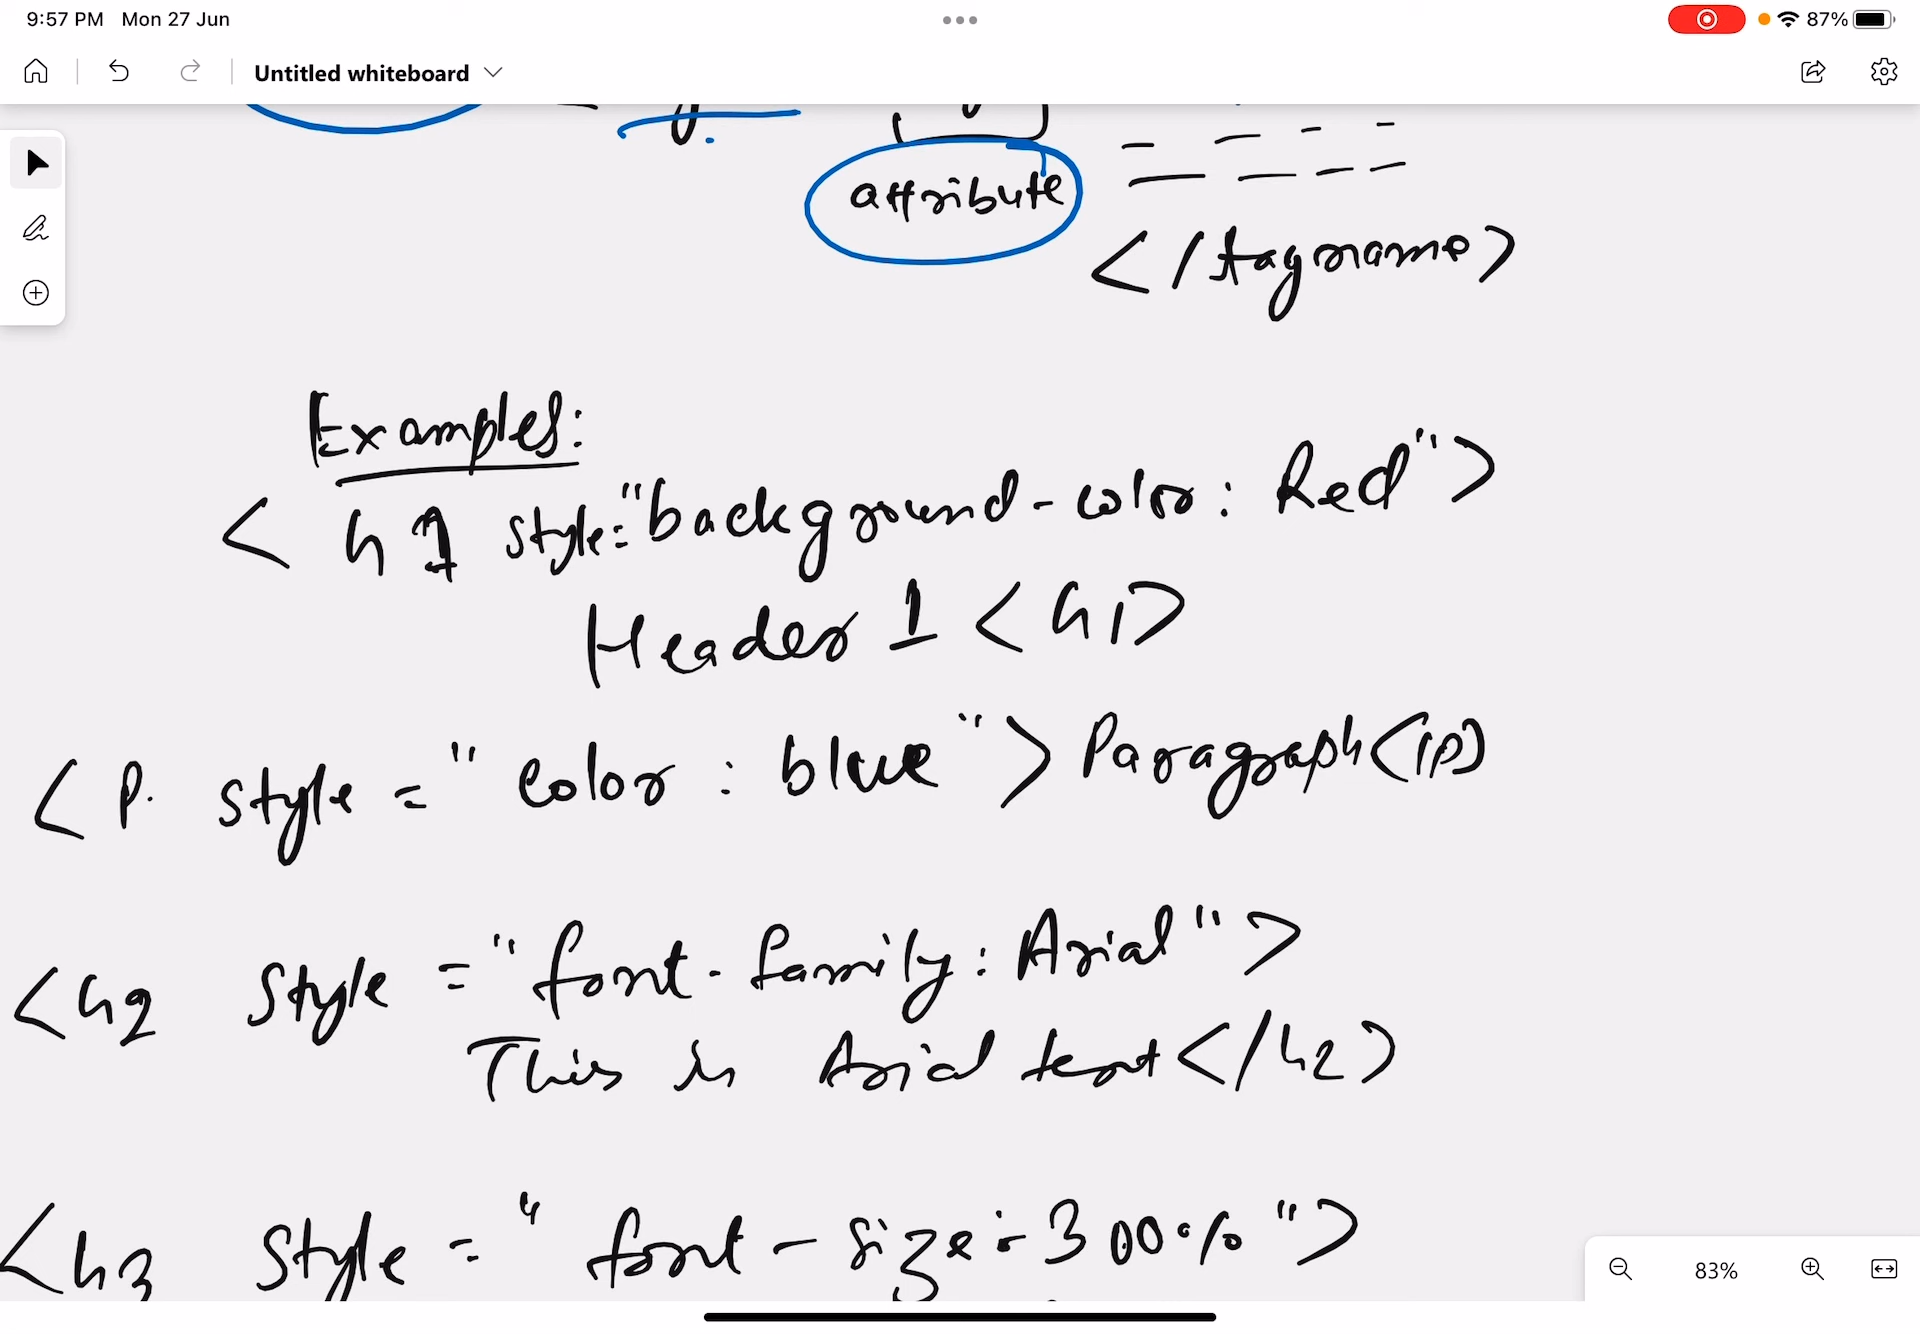 9:57 PM Mon 27 Jun
87%
Untitled whiteboard
attribute
</tagname>
Examples:
< h1 style="background-color: Red">
Header 1 <h1>
<P. style = "color : blue"> Paragraph</p>
<h2 Style = "font-family: Arial">
This is Arial text</h2>
<h3 Style = "font-size:300%">
83%